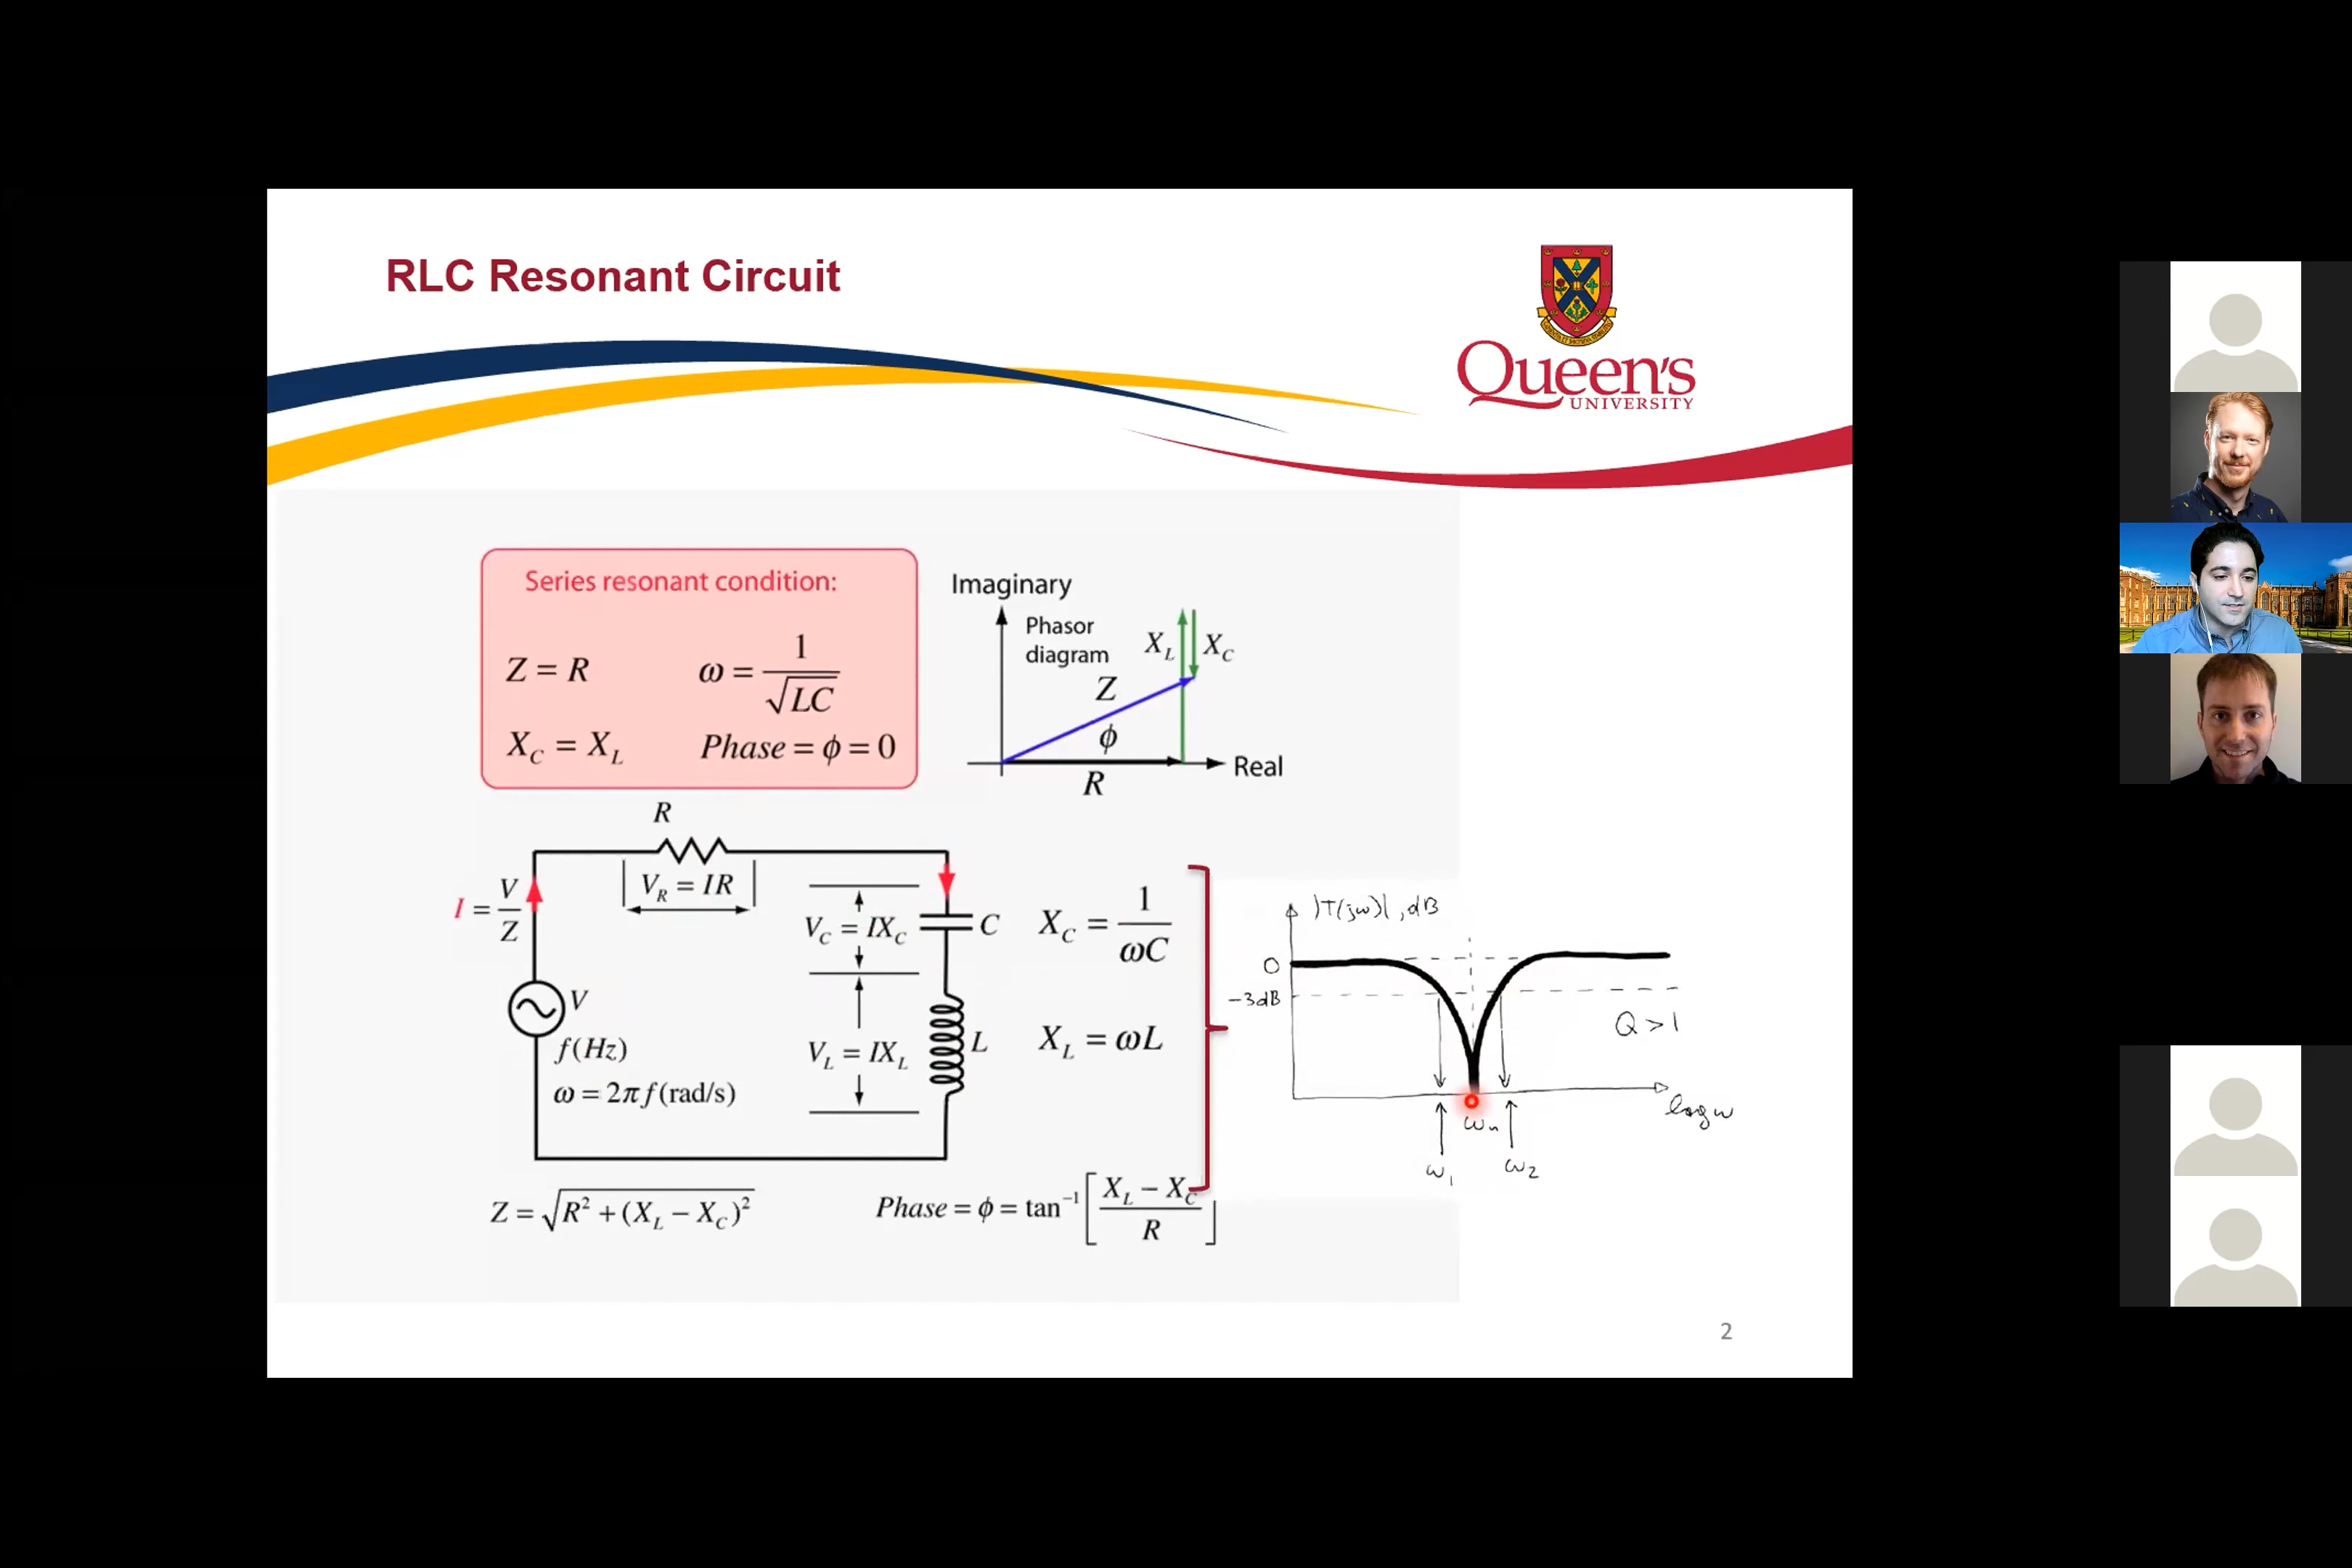 RLC Resonant Circuit
Queen's
UNIVERSITY
Series resonant condition:
Z = R
ω = 1/√LC
X_C = X_L
Phase = ϕ = 0
Imaginary
Phasor
diagram
X_L
X_C
Z
ϕ
R
Real
R
V_R = IR
I = V/Z
V_C = IX_C
C
X_C = 1/ωC
V
f(Hz)
ω = 2πf(rad/s)
V_L = IX_L
L
X_L = ωL
Z = √R² + (X_L − X_C)²
Phase = ϕ = tan⁻¹[X_L − X_C / R]
|T(jω)|, dB
0
-3dB
Q > 1
log ω
ω_n
ω_1
ω_2
2